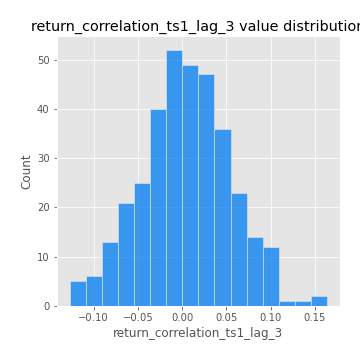 return_correlation_ts1_lag_3 value distribution
50
40
30
20
10
0
Count
−0.10 −0.05 0.00 0.05 0.10 0.15
return_correlation_ts1_lag_3